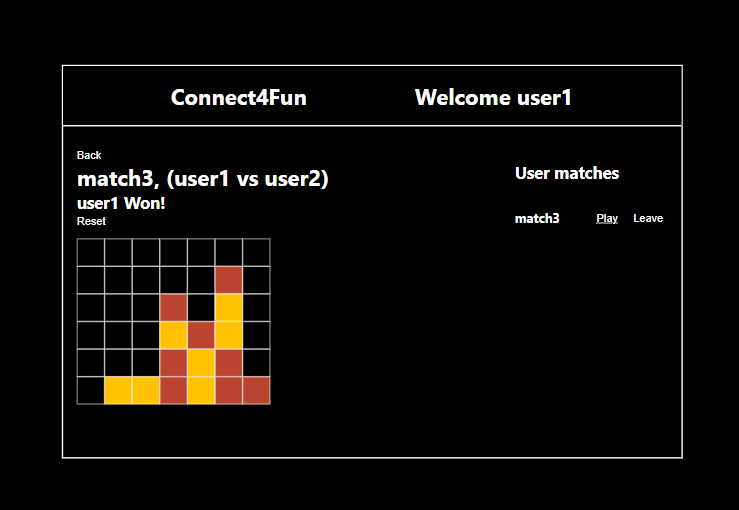 Connect4Fun Welcome user1
Back
match3, (user1 vs user2)
user1 Won!
Reset
User matches
match3 Play Leave